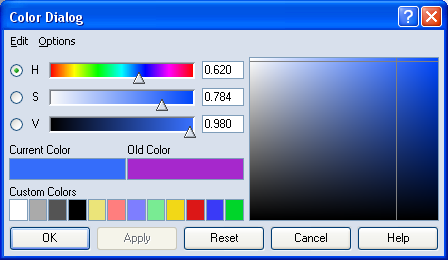 Color Dialog
Edit Options
H 0.620
S 0.784
V 0.980
Current Color Old Color
Custom Colors
OK Apply Reset Cancel Help